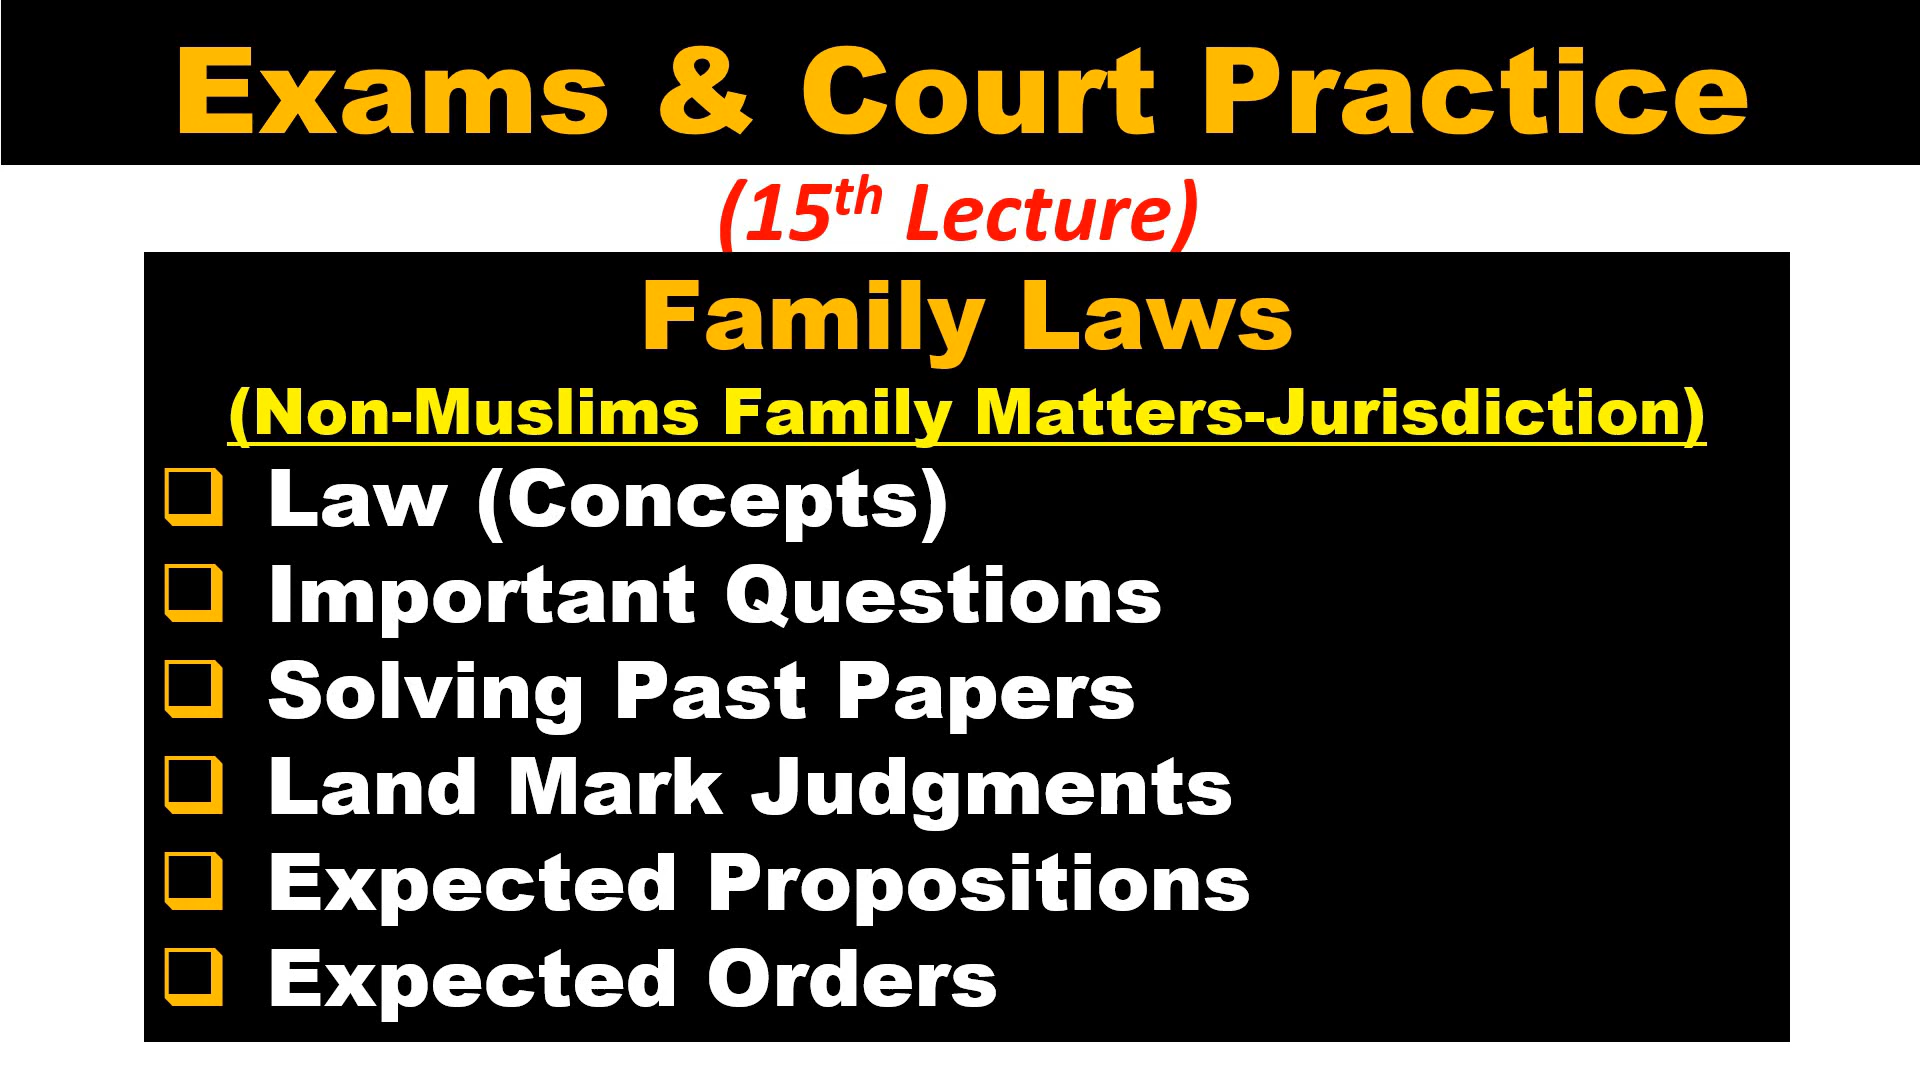 Exams & Court Practice
(15th Lecture)
Family Laws
(Non-Muslims Family Matters-Jurisdiction)
❑ Law (Concepts)
❑ Important Questions
❑ Solving Past Papers
❑ Land Mark Judgments
❑ Expected Propositions
❑ Expected Orders